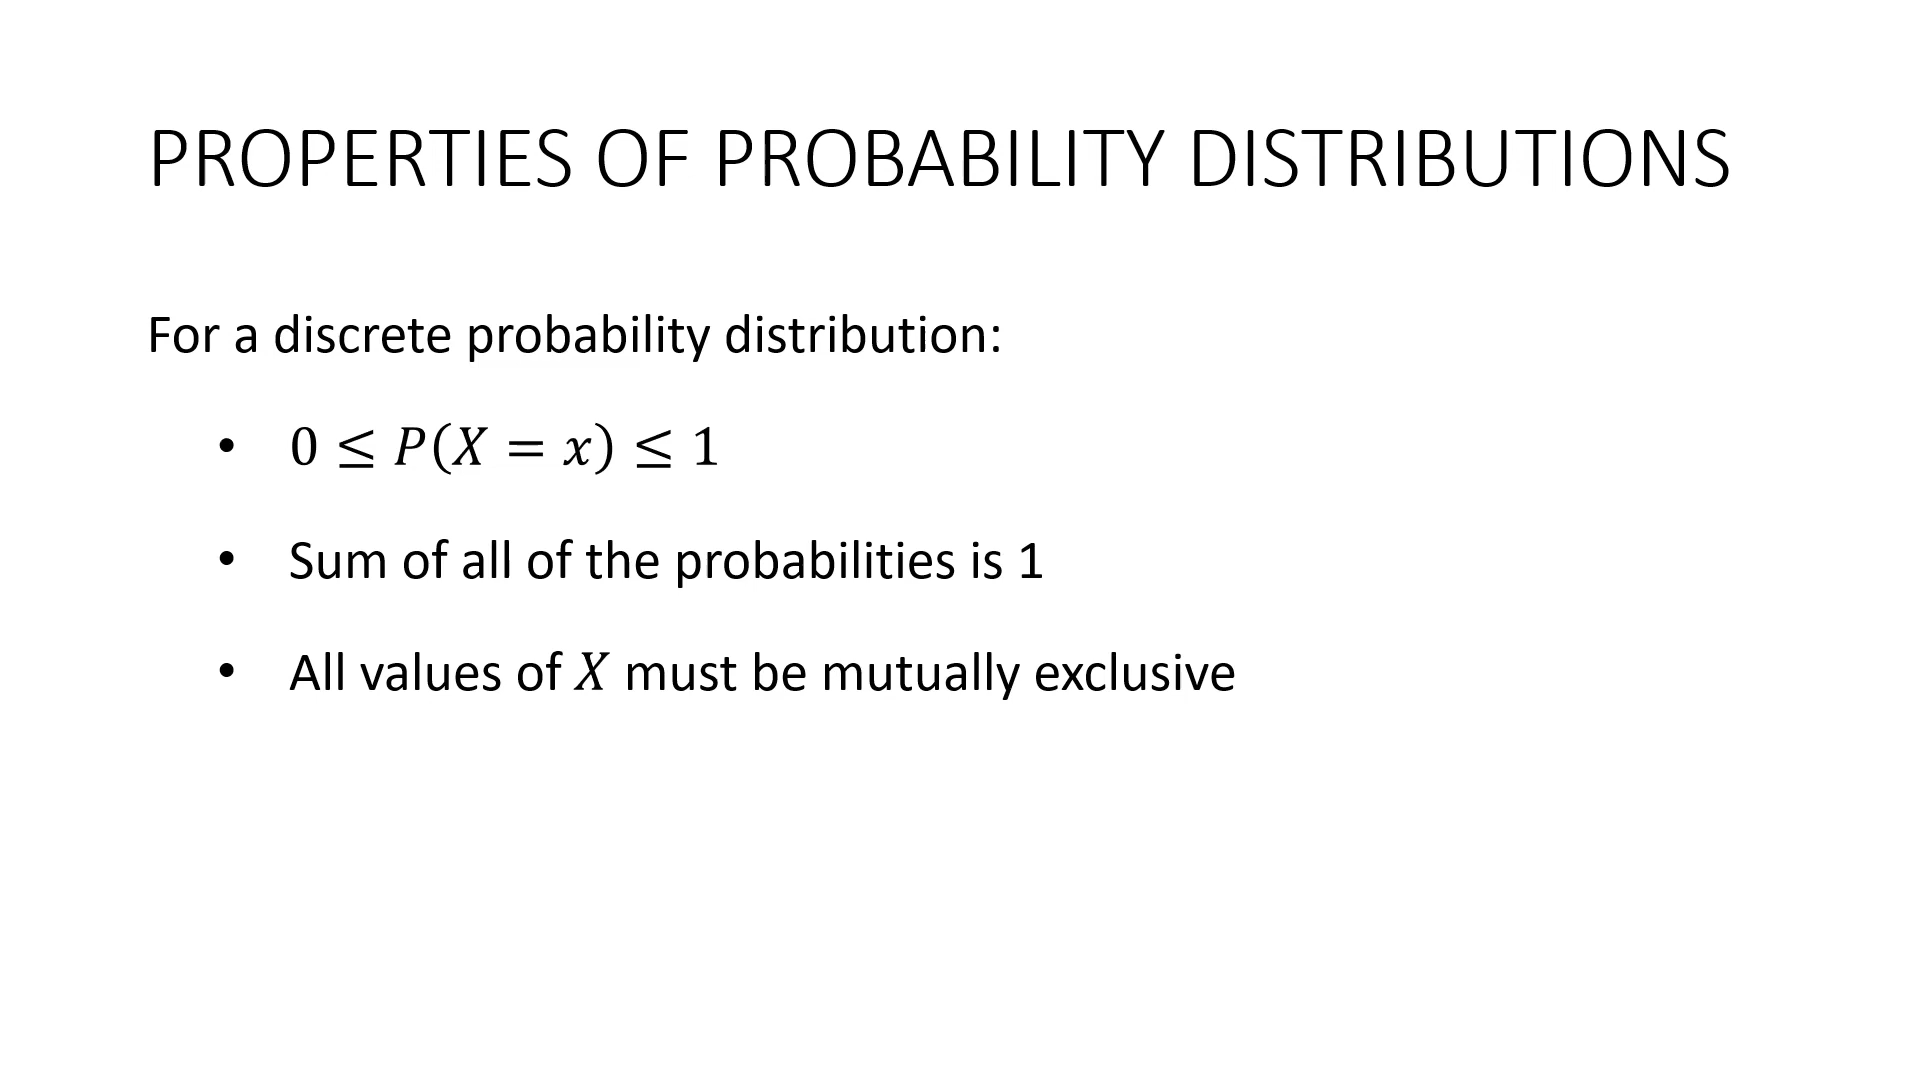 PROPERTIES OF PROBABILITY DISTRIBUTIONS
For a discrete probability distribution:
• 0 ≤ P(X = x) ≤ 1
• Sum of all of the probabilities is 1
• All values of X must be mutually exclusive